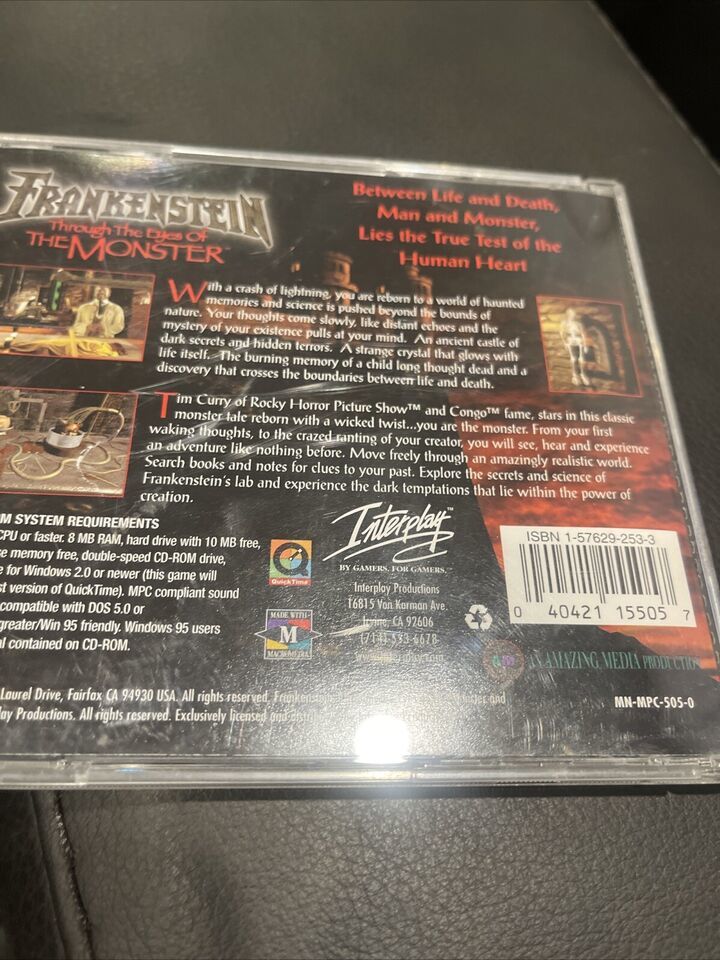 FRANKENSTEIN
Through The Eyes Of
THE MONSTER™
Between Life and Death,
Man and Monster,
Lies the True Test of the
Human Heart
With a crash of lightning, you are reborn to a world of haunted
memories and science is pushed beyond the bounds of
nature. Your thoughts come slowly, like distant echoes and the
mystery of your existence pulls at your mind. An ancient castle of
dark secrets and hidden terrors. A strange crystal that glows with
life itself. The burning memory of a child long thought dead and a
discovery that crosses the boundaries between life and death.
Tim Curry of Rocky Horror Picture Show™ and Congo™ fame, stars in this classic
monster tale reborn with a wicked twist...you are the monster. From your first
waking thoughts, to the crazed ranting of your creator, you will see, hear and experience
an adventure like nothing before. Move freely through an amazingly realistic world.
Search books and notes for clues to your past. Explore the secrets and science of
Frankenstein's lab and experience the dark temptations that lie within the power of
creation.
M SYSTEM REQUIREMENTS
CPU or faster. 8 MB RAM, hard drive with 10 MB free,
memory free, double-speed CD-ROM drive,
for Windows 2.0 or newer (this game will
version of QuickTime). MPC compliant sound
compatible with DOS 5.0 or
greater/Win 95 friendly. Windows 95 users
contained on CD-ROM.
QuickTime
MADE WITH
M
MACROMEDIA
Interplay™
BY GAMERS. FOR GAMERS.™
Interplay Productions
16815 Von Karman Ave.
Irvine, CA 92606
(714) 553-6678
ISBN 1-57629-253-3
0 40421 15505 7
AN AMAZING MEDIA PRODUCTIO
MN-MPC-505-0
Laurel Drive, Fairfax CA 94930 USA. All rights reserved. and
Productions. All rights reserved. Exclusively licensed and